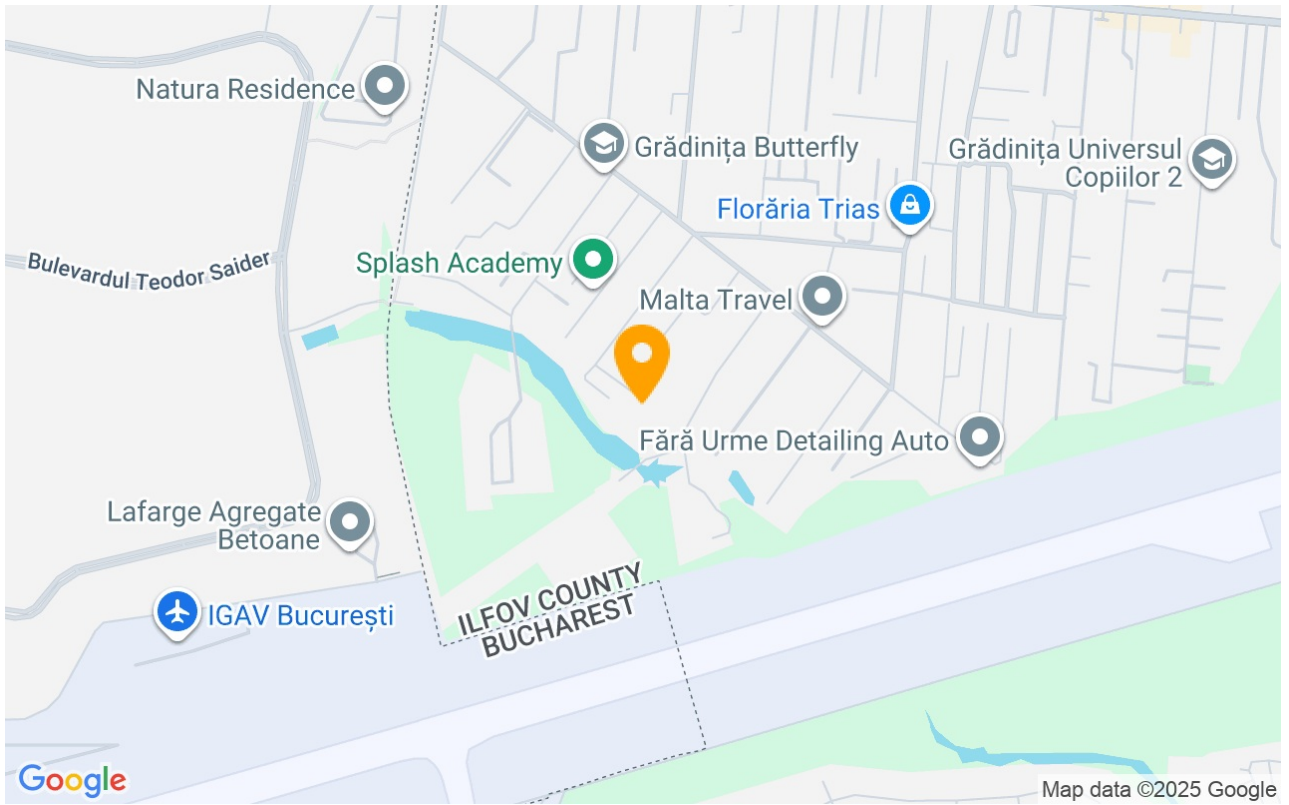 Natura Residence
Grădinița Butterfly
Grădinița Universul
Copiilor 2
Florăria Trias
Bulevardul Teodor Saider
Splash Academy
Malta Travel
Fără Urme Detailing Auto
Lafarge Agregate
Betoane
IGAV București
ILFOV COUNTY
BUCHAREST
Google
Map data ©2025 Google